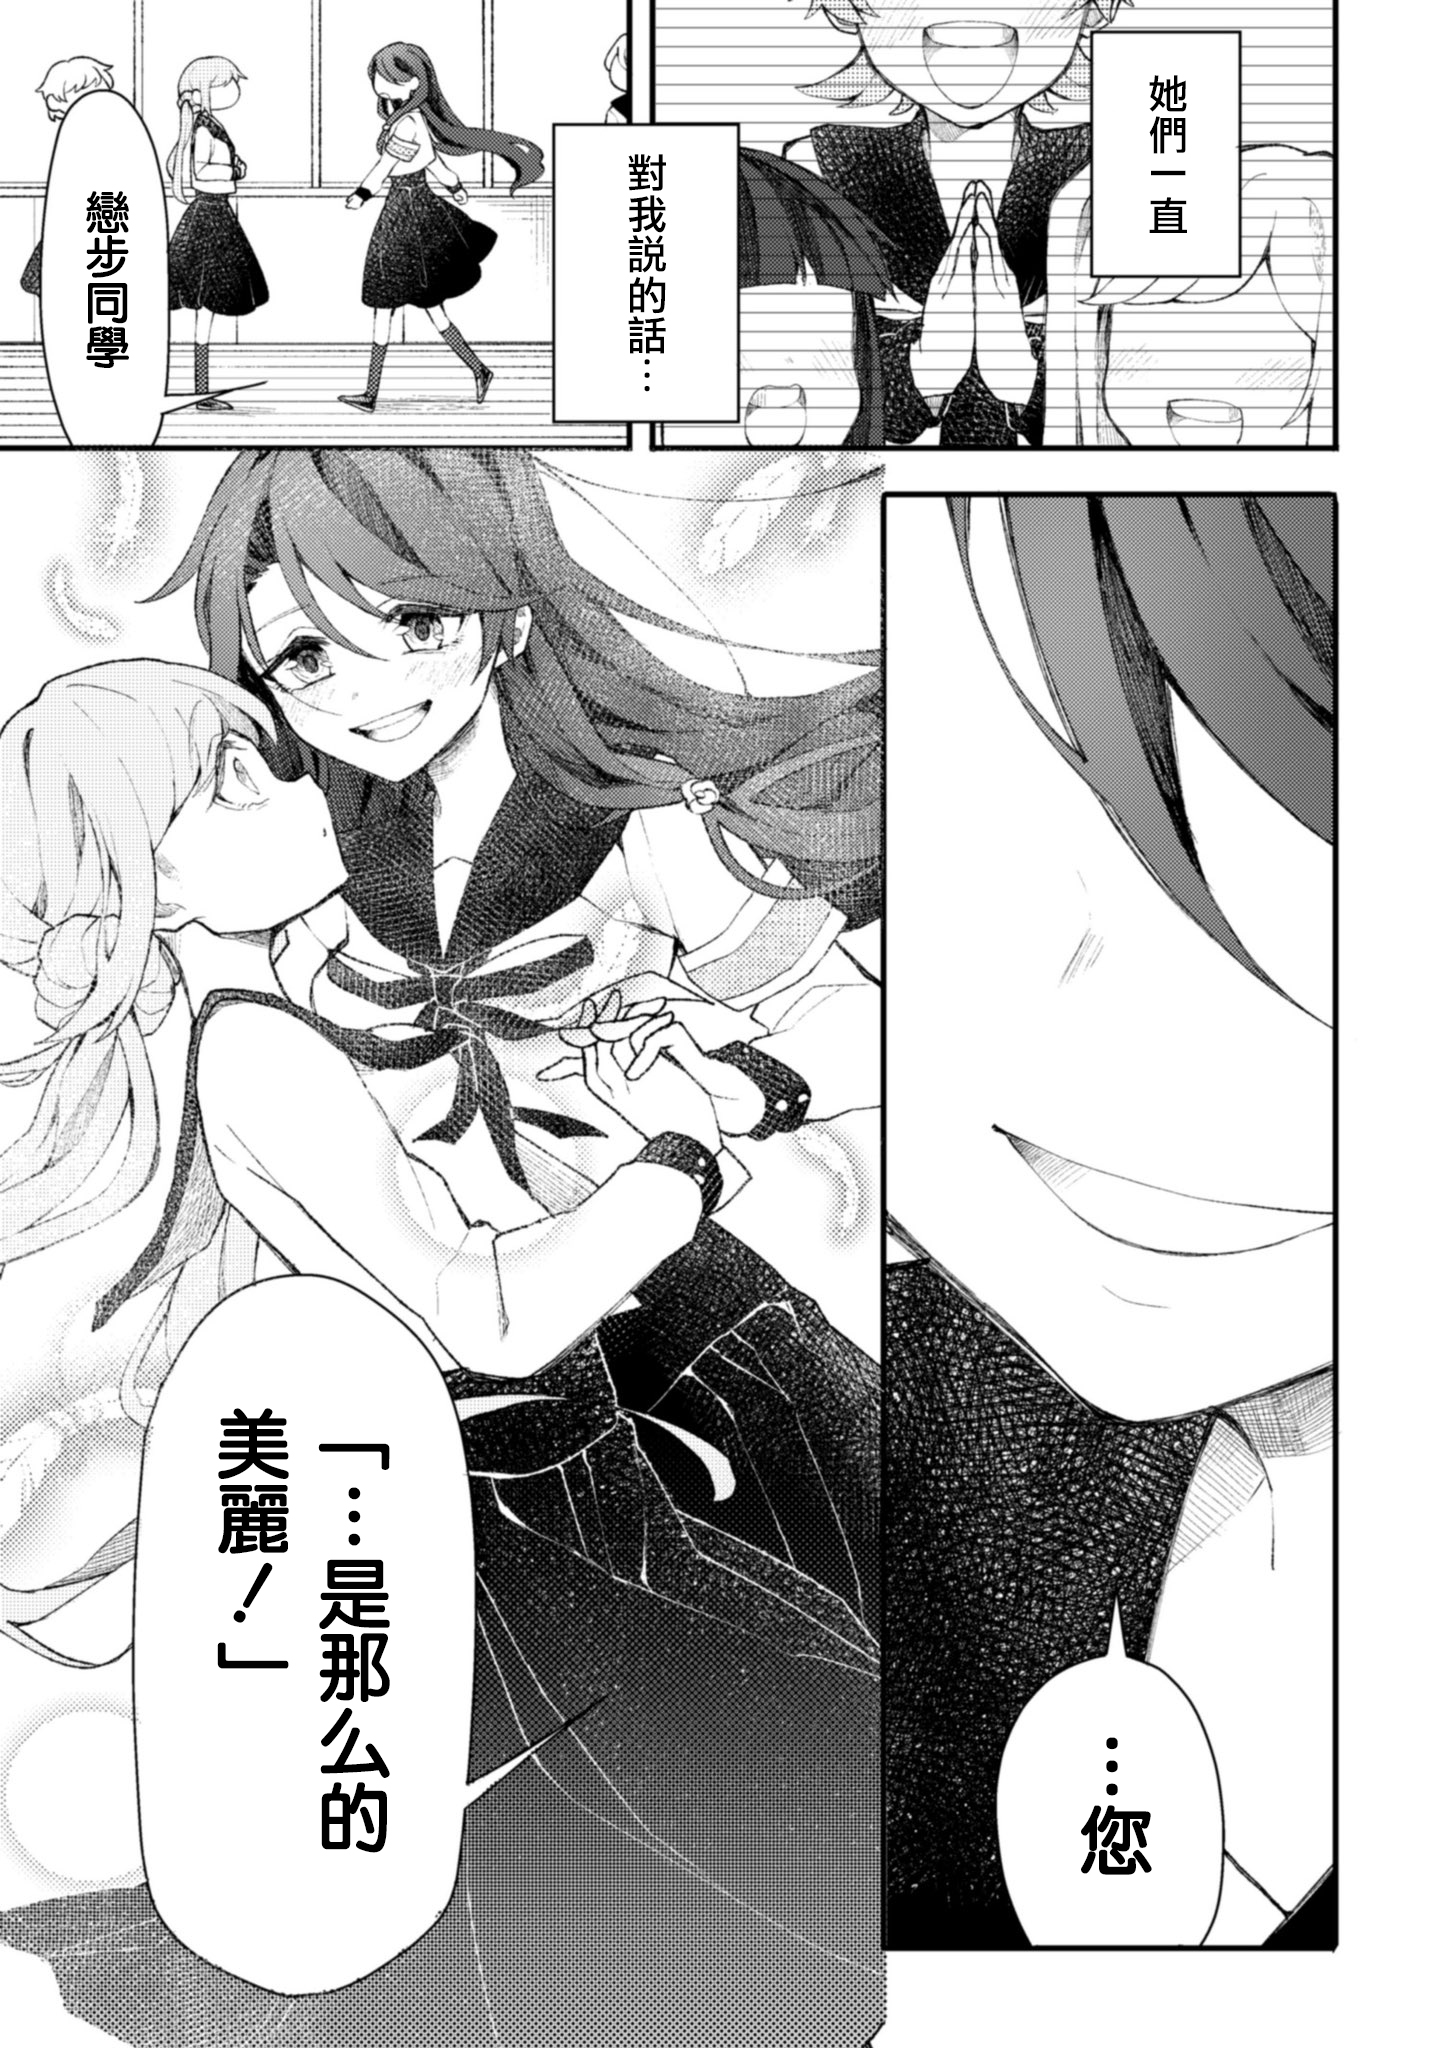 她們一直
對我説的話…
戀步同學
…您
「…是那么的
美麗!」